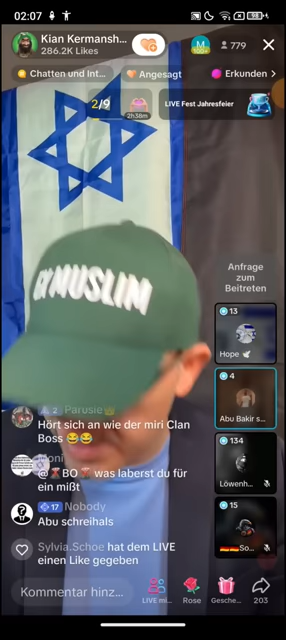 02:07
Kian Kermansh...
286.2K Likes
779
Chatten und Int...
Angesagt
Erkunden >
2/9
2h38m
LIVE Fest Jahresfeier
EX MUSLIM
Anfrage
zum
Beitreten
13
Hope
4
Abu Bakir s...
134
Löwenh...
15
So...
2 Parusie
Hört sich an wie der miri Clan
Boss 😂😂
BO was laberst du für
ein mißt
17 Nobody
Abu schreihals
Sylvia.Schoe hat dem LIVE
einen Like gegeben
Kommentar hinz...
LIVE mi...
Rose
Gesche...
203